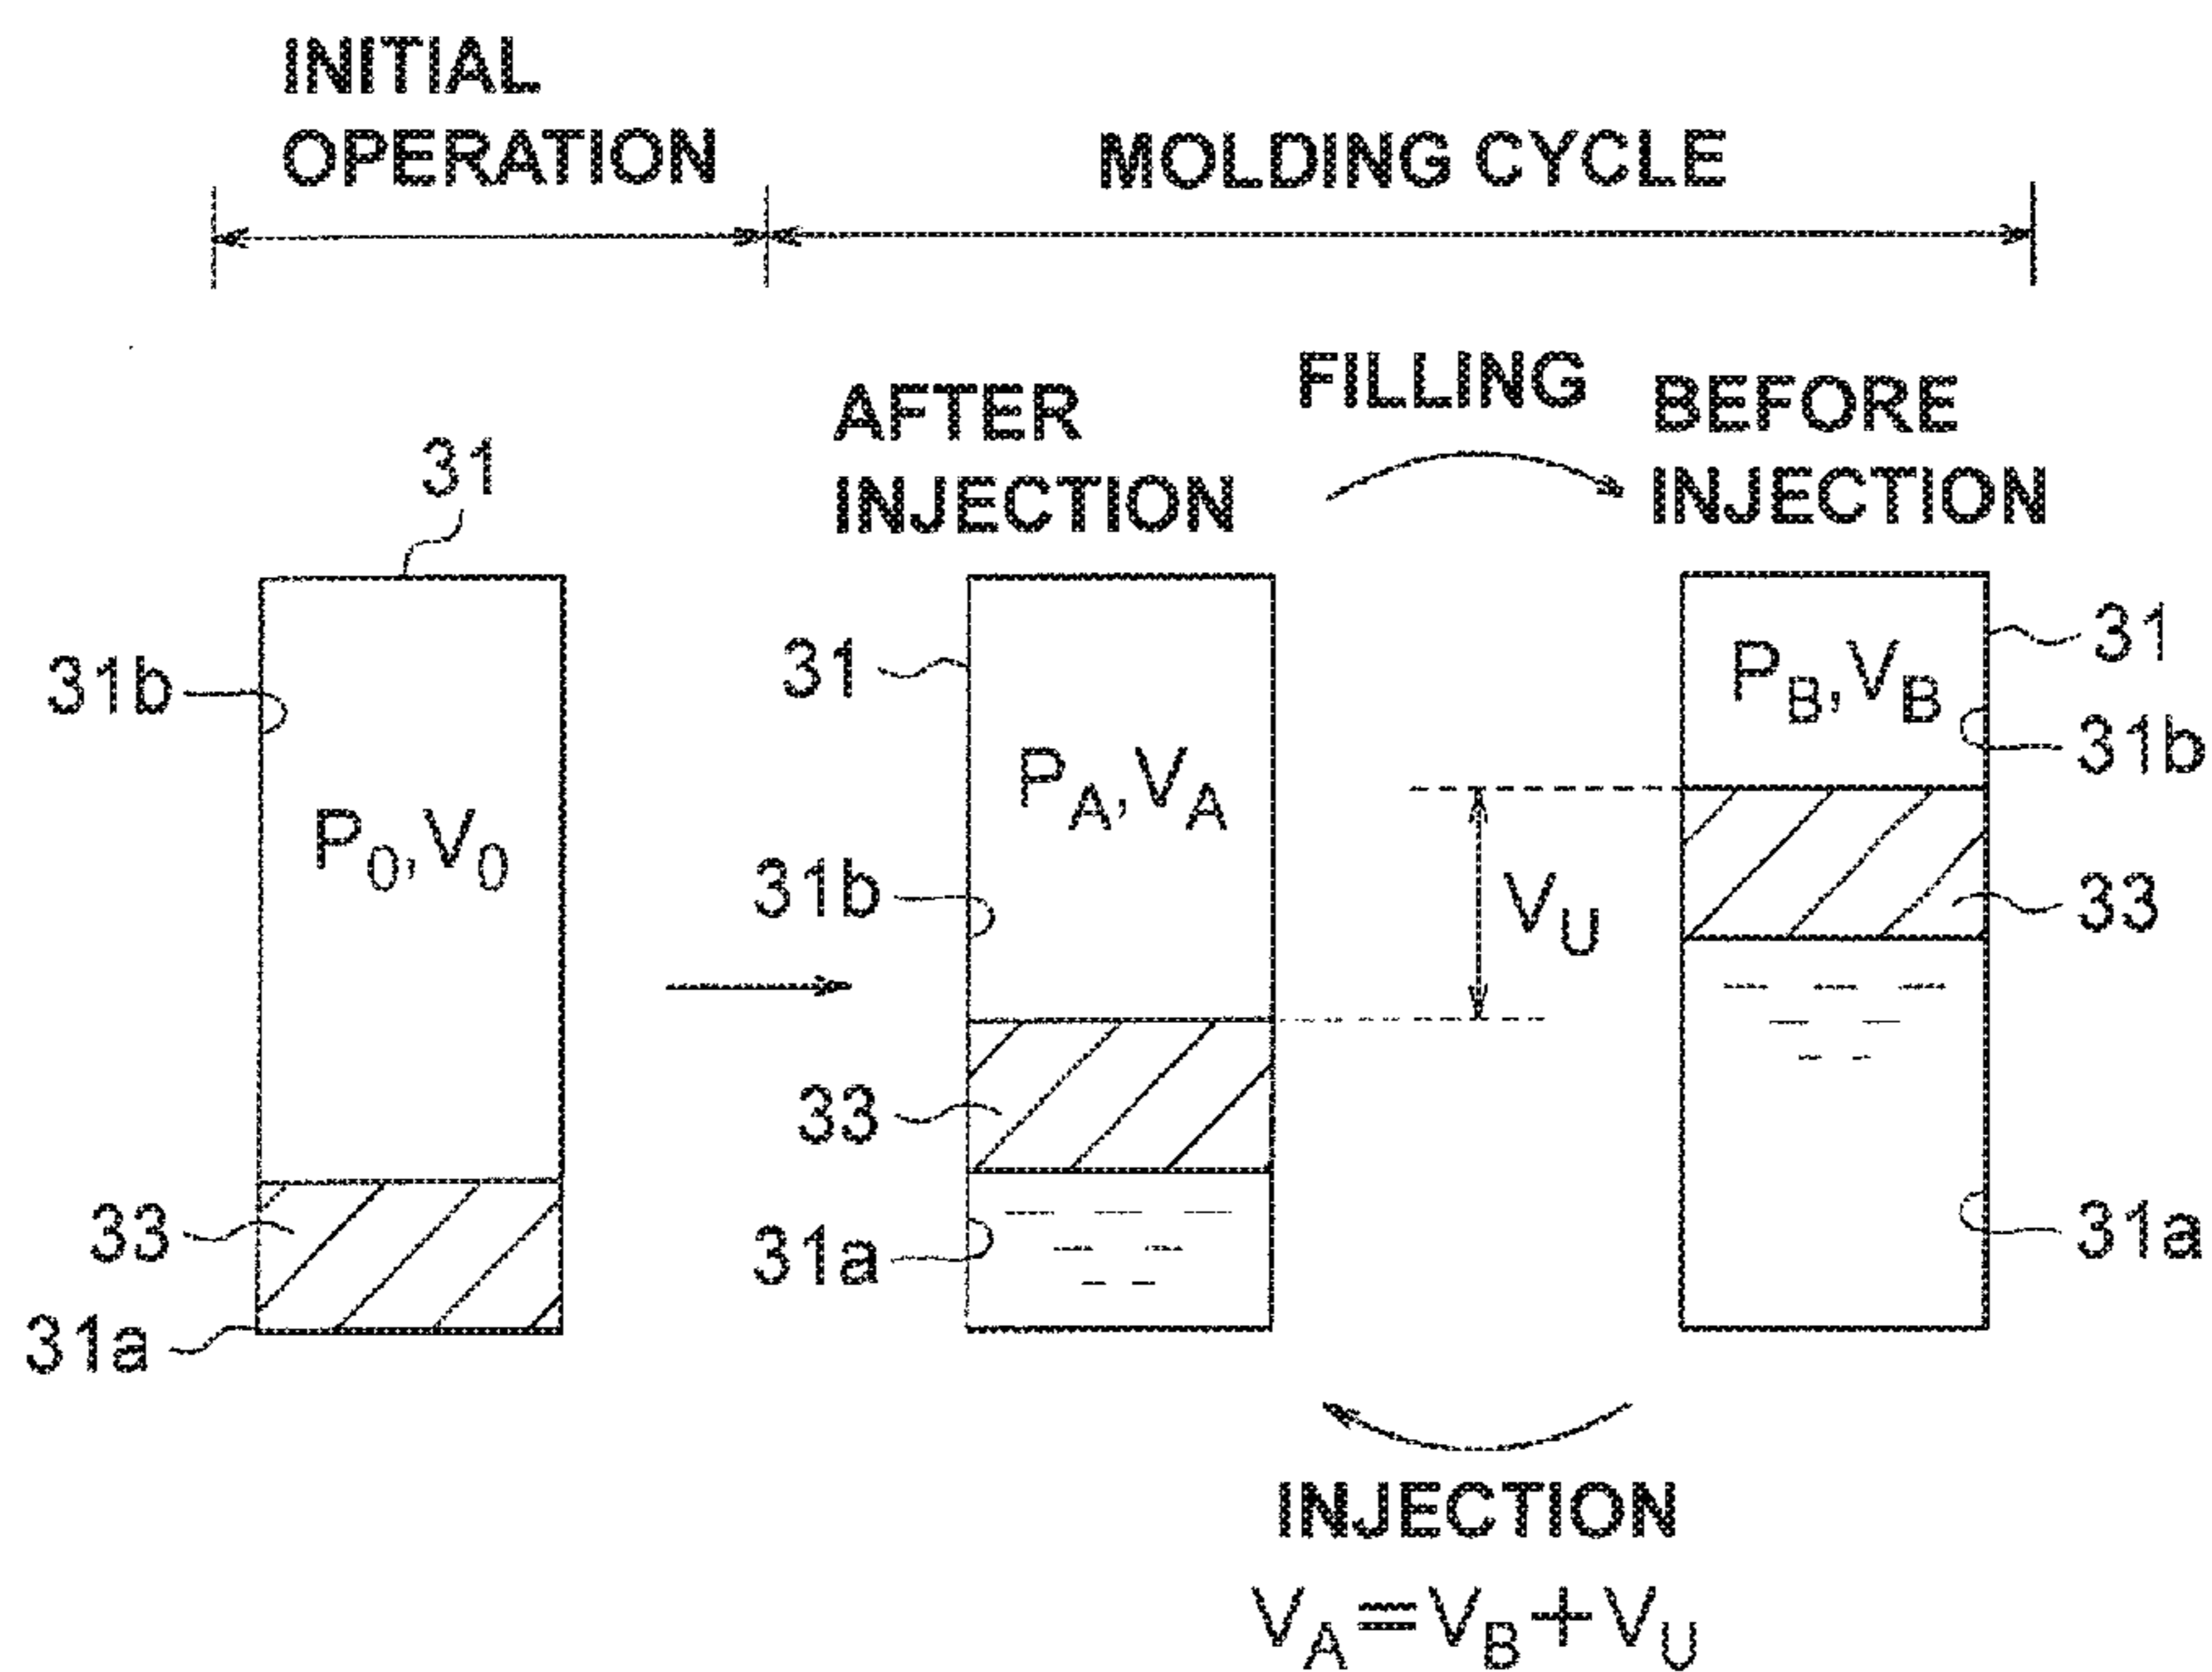 INITIAL
OPERATION
MOLDING CYCLE
FILLING
AFTER
INJECTION
BEFORE
INJECTION
31
31b
P0,V0
33
31a
31
PA,VA
31b
33
31a
VU
PB,VB
31
31b
33
31a
INJECTION
VA=VB+VU